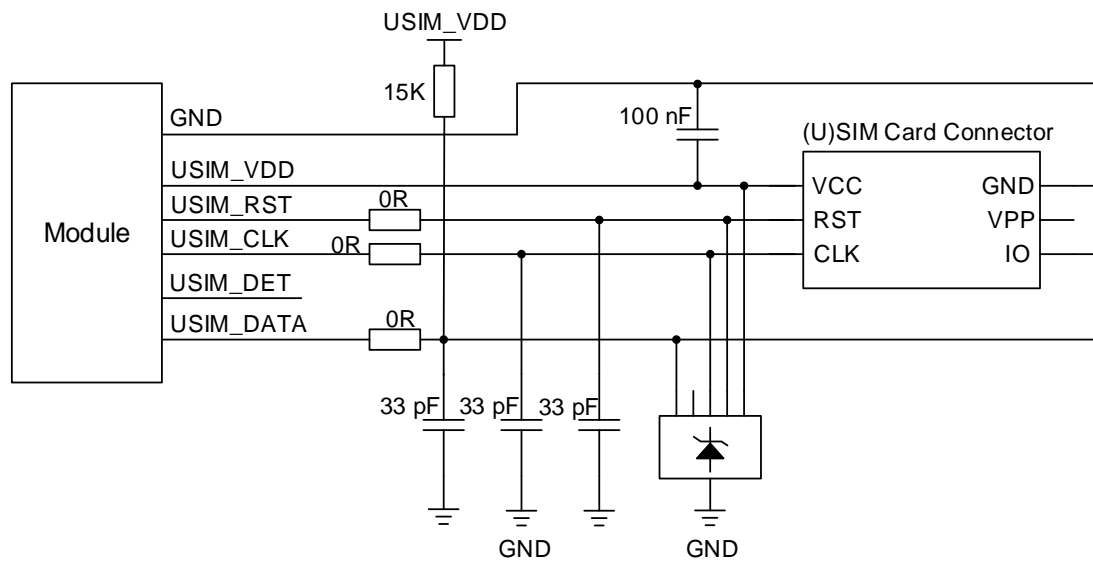 USIM_VDD
15K
GND
100 nF
(U)SIM Card Connector
USIM_VDD
VCC
GND
USIM_RST
0R
RST
VPP
Module
USIM_CLK
0R
CLK
IO
USIM_DET
USIM_DATA
0R
33 pF
33 pF
33 pF
GND
GND